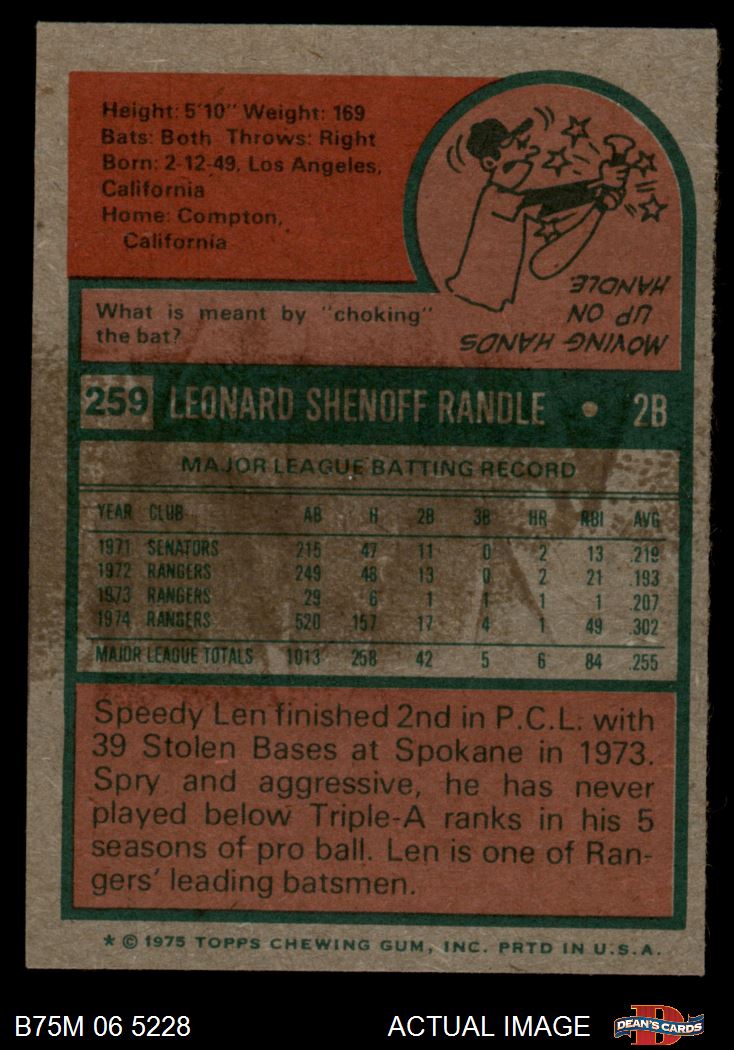 Height: 5'10" Weight: 169
Bats: Both Throws: Right
Born: 2-12-49, Los Angeles,
California
Home: Compton,
California
What is meant by "choking"
the bat?
MOVING HANDS
UP ON
HANDLE
259 LEONARD SHENOFF RANDLE • 2B
MAJOR LEAGUE BATTING RECORD
YEAR CLUB AB H 2B 3B HR RBI AVG
1971 SENATORS 215 47 11 0 2 13 .219
1972 RANGERS 249 48 13 0 2 21 .193
1973 RANGERS 29 6 1 1 1 1 .207
1974 RANGERS 520 157 17 4 1 49 .302
MAJOR LEAGUE TOTALS 1013 258 42 5 6 84 .255
Speedy Len finished 2nd in P.C.L. with
39 Stolen Bases at Spokane in 1973.
Spry and aggressive, he has never
played below Triple-A ranks in his 5
seasons of pro ball. Len is one of Ran-
gers' leading batsmen.
* © 1975 TOPPS CHEWING GUM, INC. PRTD IN U.S.A.
B75M 06 5228 ACTUAL IMAGE DEAN'S CARDS